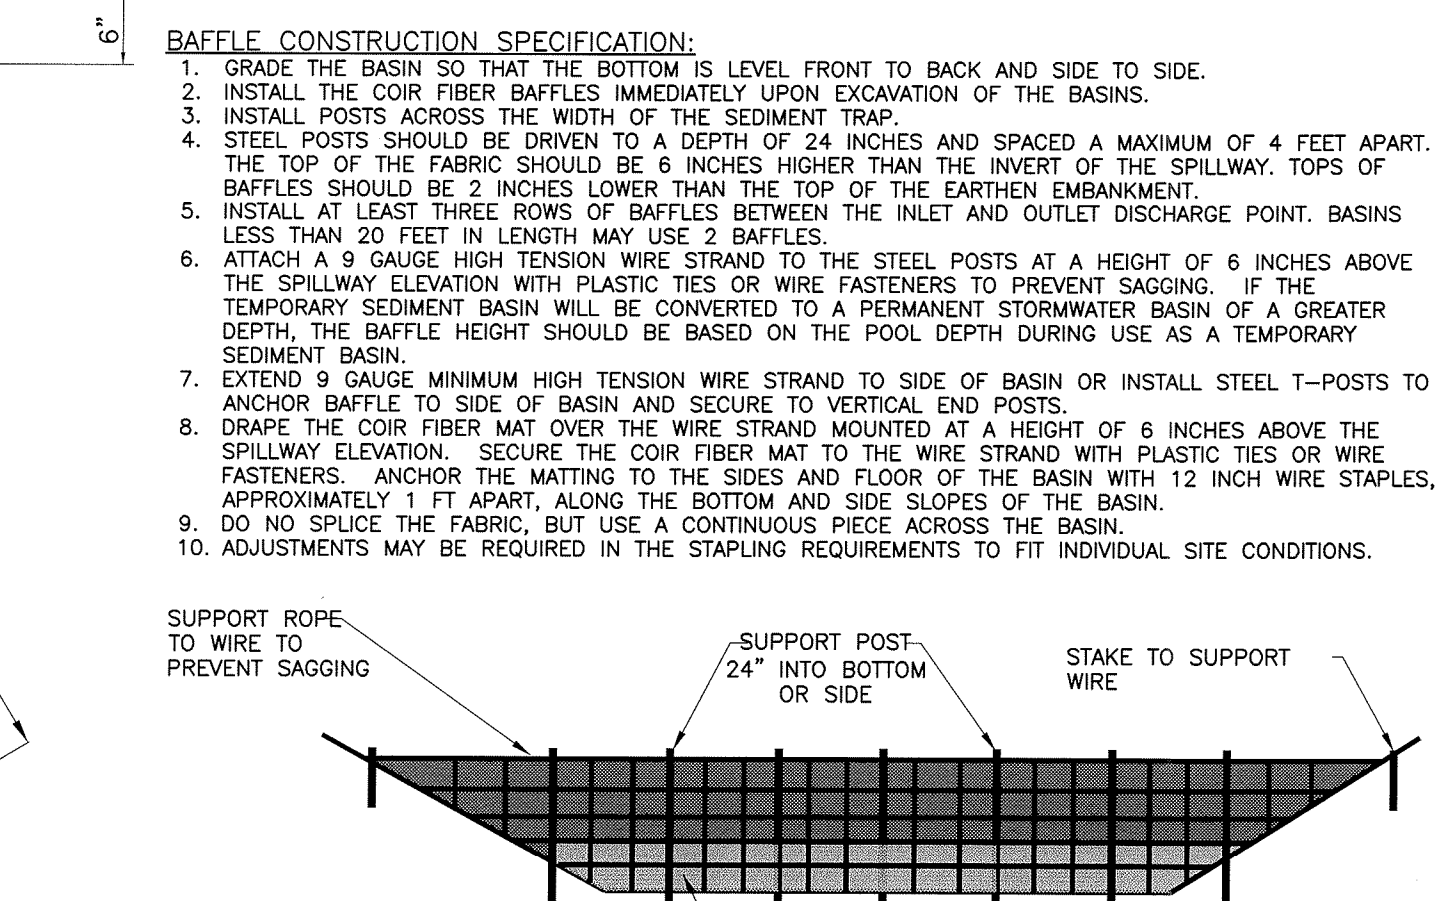 6"
BAFFLE CONSTRUCTION SPECIFICATION:
1. GRADE THE BASIN SO THAT THE BOTTOM IS LEVEL FRONT TO BACK AND SIDE TO SIDE.
2. INSTALL THE COIR FIBER BAFFLES IMMEDIATELY UPON EXCAVATION OF THE BASINS.
3. INSTALL POSTS ACROSS THE WIDTH OF THE SEDIMENT TRAP.
4. STEEL POSTS SHOULD BE DRIVEN TO A DEPTH OF 24 INCHES AND SPACED A MAXIMUM OF 4 FEET APART.
THE TOP OF THE FABRIC SHOULD BE 6 INCHES HIGHER THAN THE INVERT OF THE SPILLWAY. TOPS OF
BAFFLES SHOULD BE 2 INCHES LOWER THAN THE TOP OF THE EARTHEN EMBANKMENT.
5. INSTALL AT LEAST THREE ROWS OF BAFFLES BETWEEN THE INLET AND OUTLET DISCHARGE POINT. BASINS
LESS THAN 20 FEET IN LENGTH MAY USE 2 BAFFLES.
6. ATTACH A 9 GAUGE HIGH TENSION WIRE STRAND TO THE STEEL POSTS AT A HEIGHT OF 6 INCHES ABOVE
THE SPILLWAY ELEVATION WITH PLASTIC TIES OR WIRE FASTENERS TO PREVENT SAGGING. IF THE
TEMPORARY SEDIMENT BASIN WILL BE CONVERTED TO A PERMANENT STORMWATER BASIN OF A GREATER
DEPTH, THE BAFFLE HEIGHT SHOULD BE BASED ON THE POOL DEPTH DURING USE AS A TEMPORARY
SEDIMENT BASIN.
7. EXTEND 9 GAUGE MINIMUM HIGH TENSION WIRE STRAND TO SIDE OF BASIN OR INSTALL STEEL T-POSTS TO
ANCHOR BAFFLE TO SIDE OF BASIN AND SECURE TO VERTICAL END POSTS.
8. DRAPE THE COIR FIBER MAT OVER THE WIRE STRAND MOUNTED AT A HEIGHT OF 6 INCHES ABOVE THE
SPILLWAY ELEVATION. SECURE THE COIR FIBER MAT TO THE WIRE STRAND WITH PLASTIC TIES OR WIRE
FASTENERS. ANCHOR THE MATTING TO THE SIDES AND FLOOR OF THE BASIN WITH 12 INCH WIRE STAPLES,
APPROXIMATELY 1 FT APART, ALONG THE BOTTOM AND SIDE SLOPES OF THE BASIN.
9. DO NO SPLICE THE FABRIC, BUT USE A CONTINUOUS PIECE ACROSS THE BASIN.
10. ADJUSTMENTS MAY BE REQUIRED IN THE STAPLING REQUIREMENTS TO FIT INDIVIDUAL SITE CONDITIONS.
SUPPORT ROPE
TO WIRE TO
PREVENT SAGGING
SUPPORT POST
24" INTO BOTTOM
OR SIDE
STAKE TO SUPPORT
WIRE